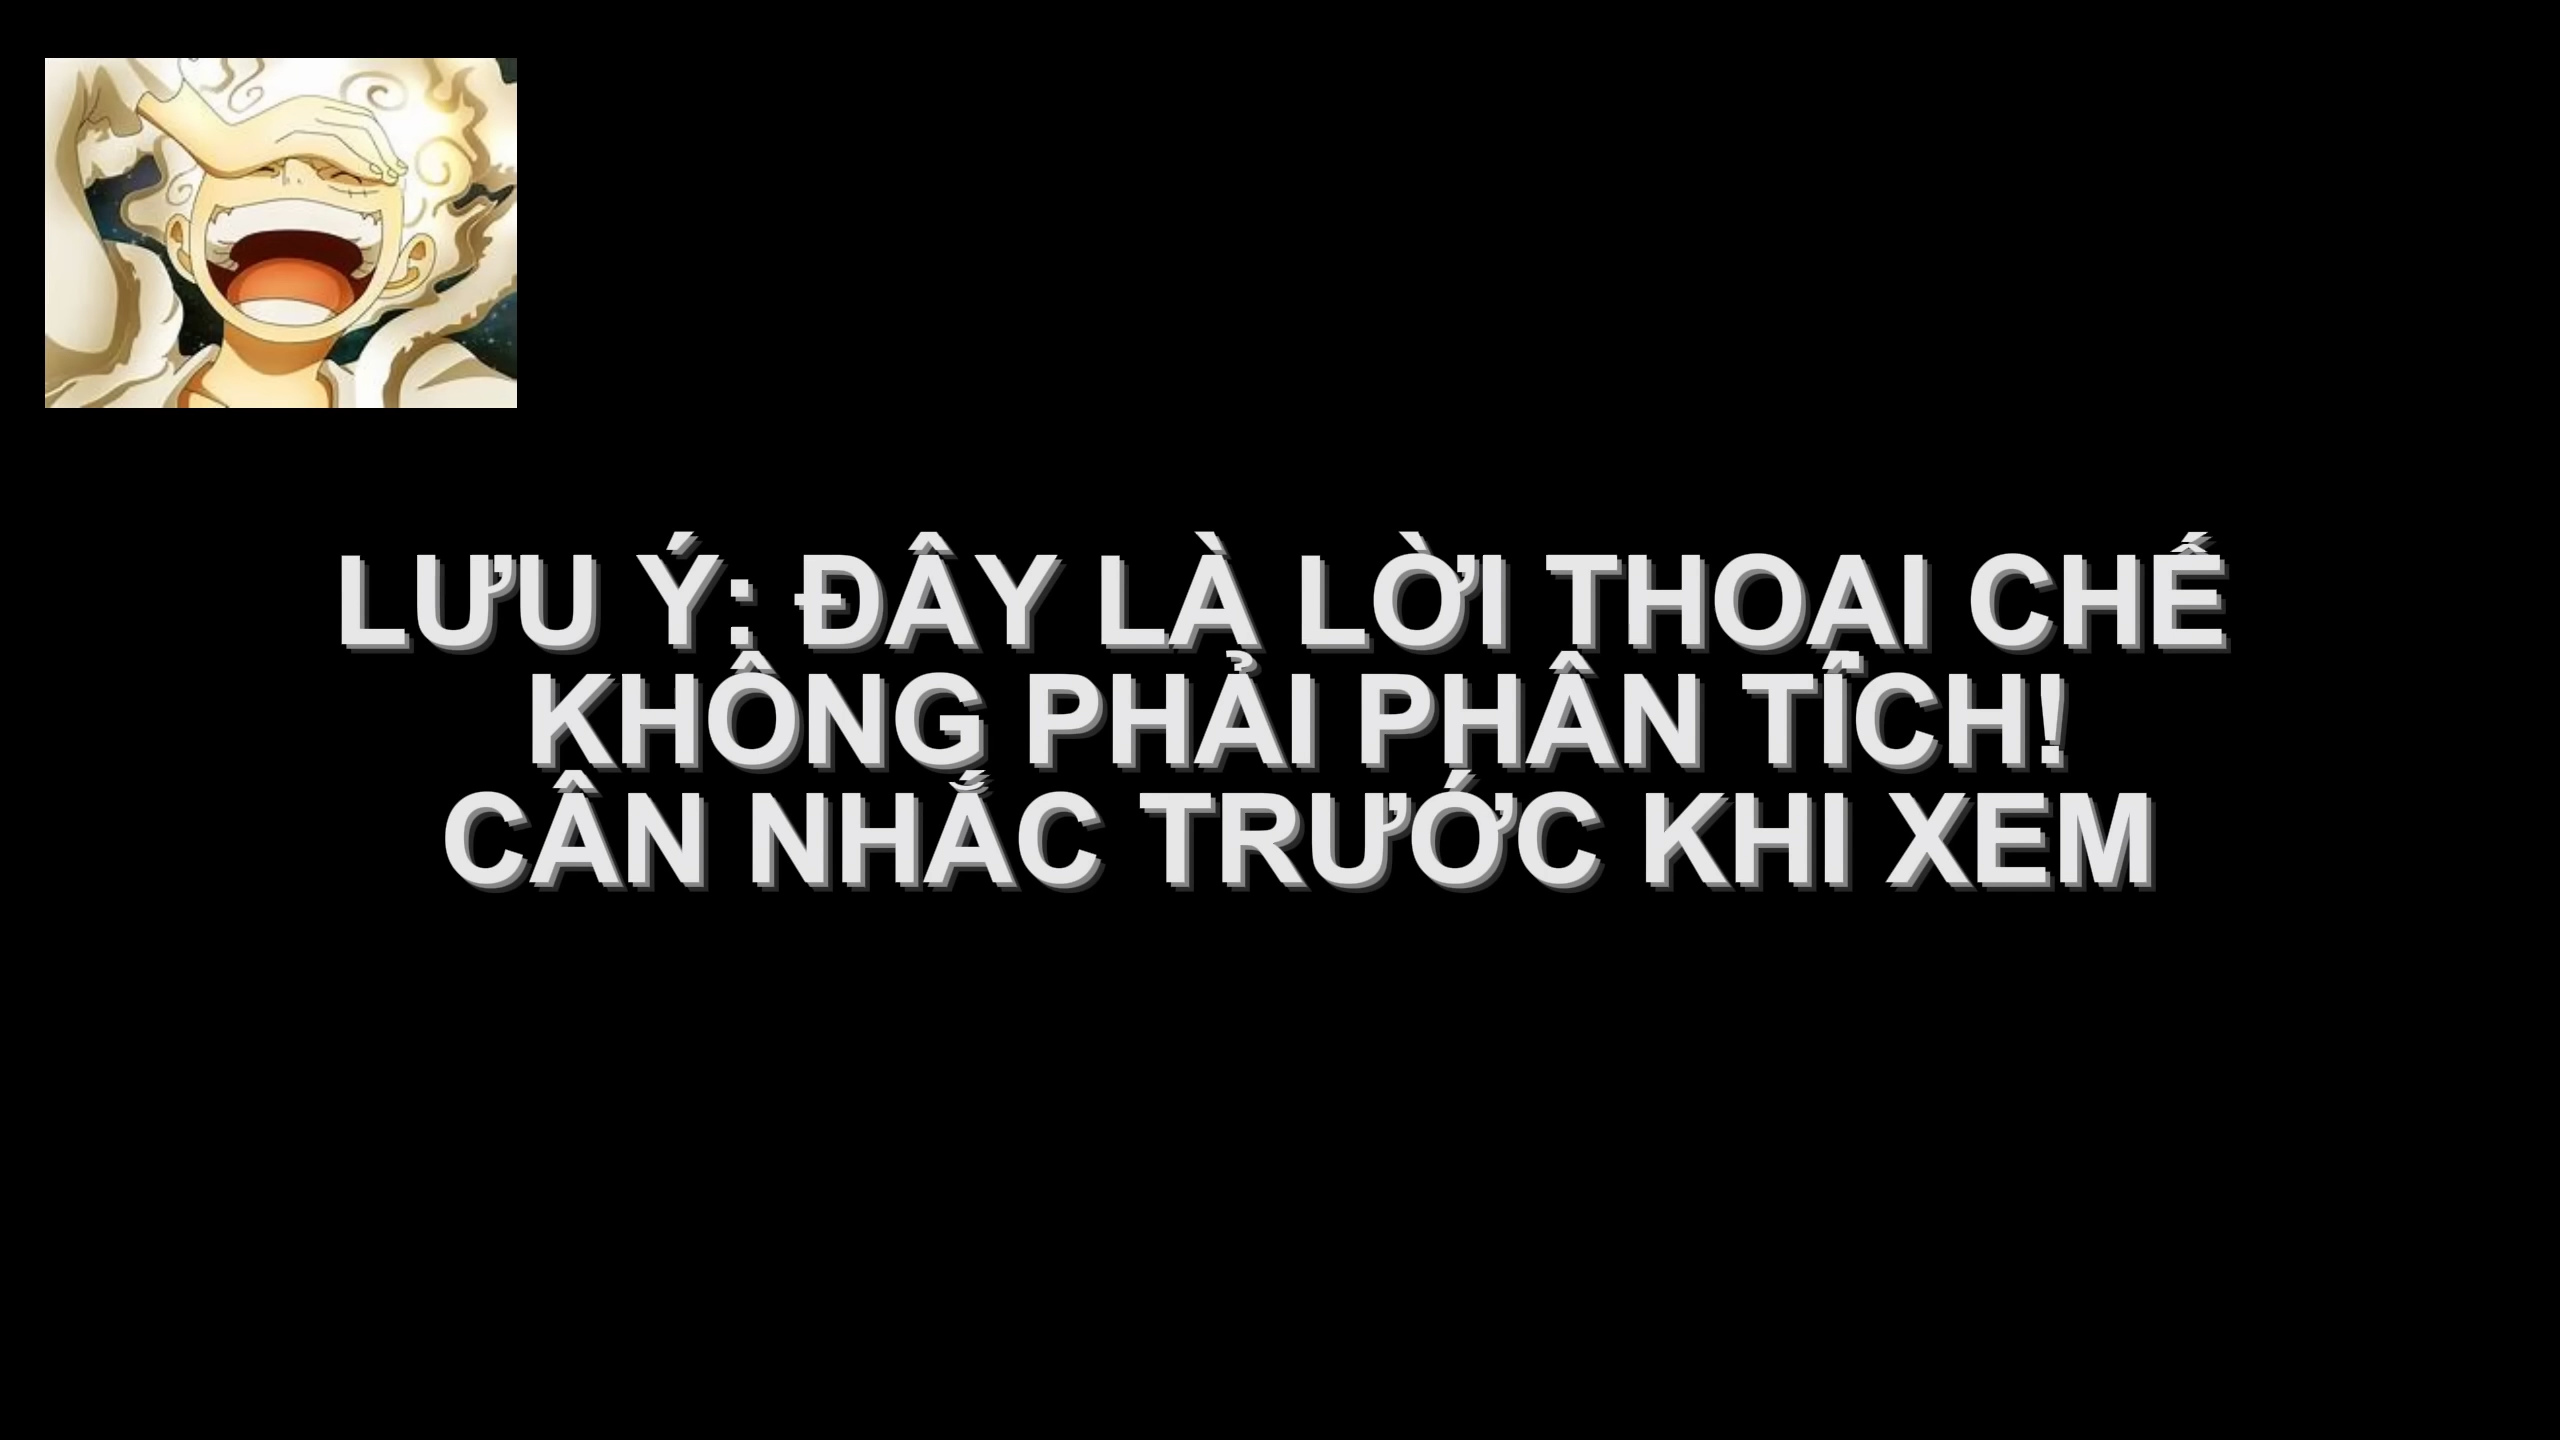 LƯU Ý: ĐÂY LÀ LỜI THOẠI CHẾ
KHÔNG PHẢI PHÂN TÍCH!
CÂN NHẮC TRƯỚC KHI XEM